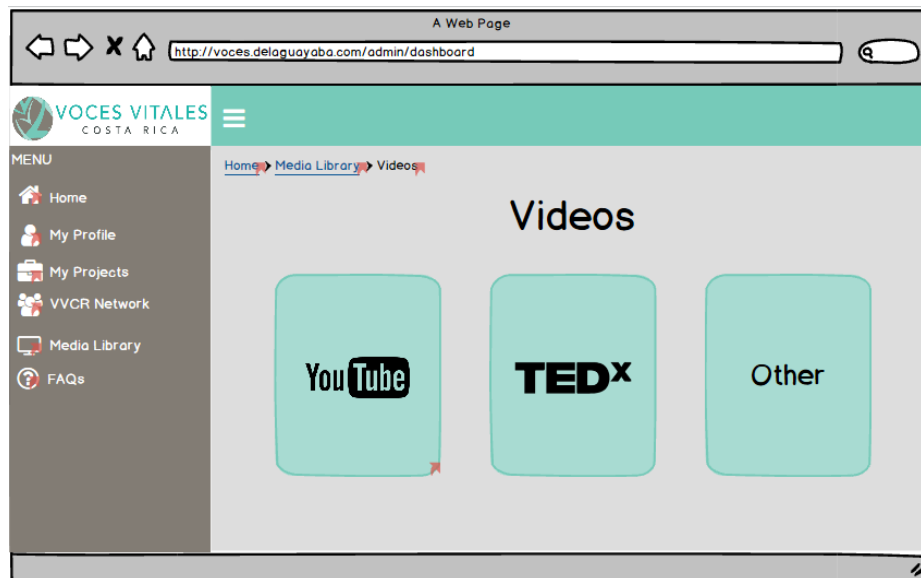 A Web Page
http://voces.delaguayaba.com/admin/dashboard
VOCES VITALES
COSTA RICA
MENU
Home
My Profile
My Projects
VVCR Network
Media Library
FAQs
Home > Media Library > Videos
Videos
YouTube
TEDx
Other